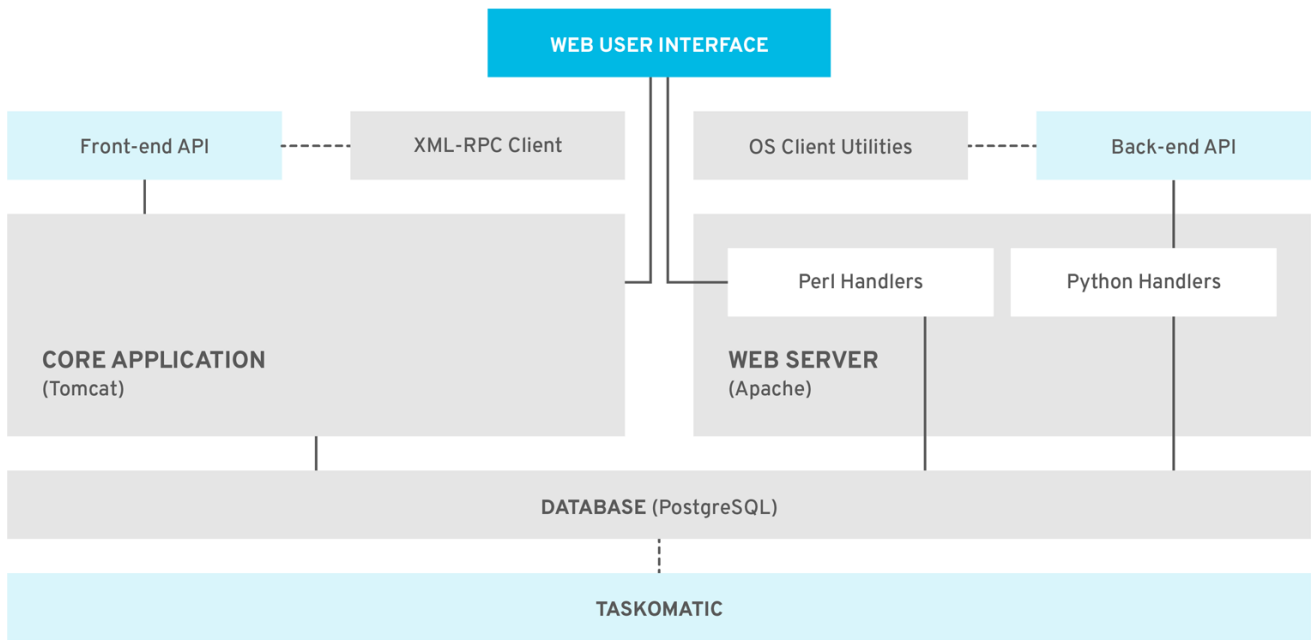 WEB USER INTERFACE
Front-end API
XML-RPC Client
OS Client Utilities
Back-end API
Perl Handlers
Python Handlers
CORE APPLICATION
(Tomcat)
WEB SERVER
(Apache)
DATABASE (PostgreSQL)
TASKOMATIC